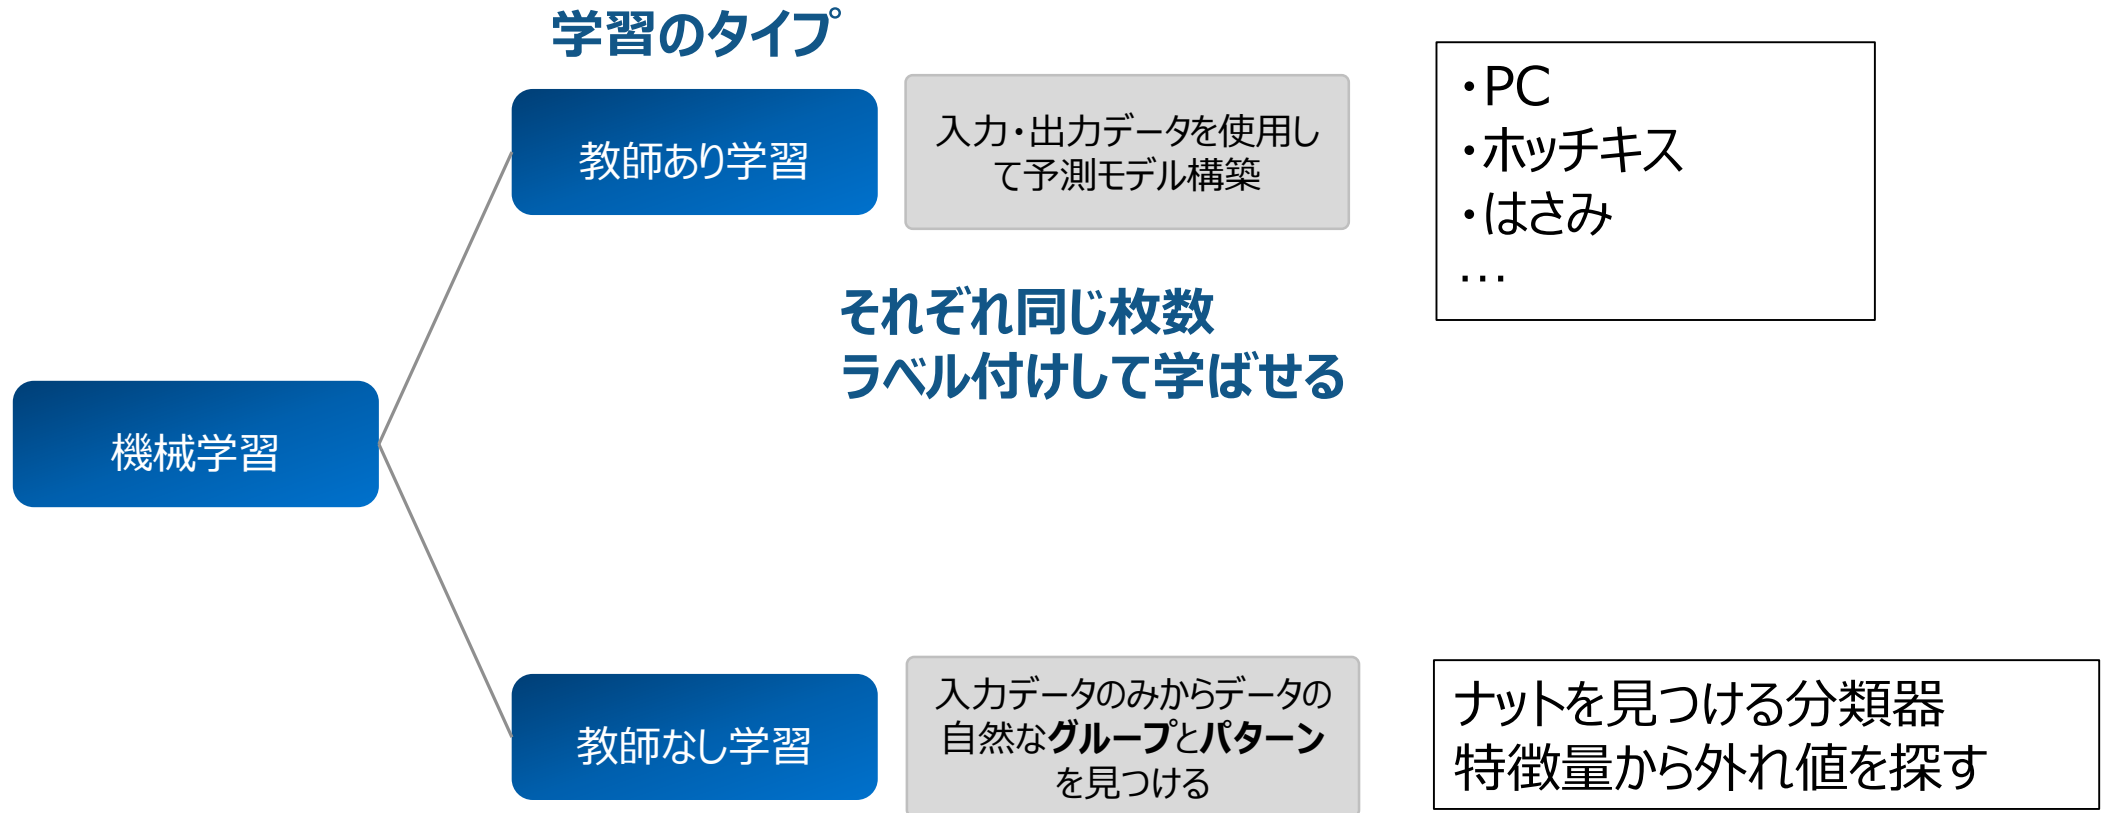 学習のタイプ
教師あり学習
入力・出力データを使用し
て予測モデル構築
・PC
・ホッチキス
・はさみ
…
それぞれ同じ枚数
ラベル付けして学ばせる
機械学習
教師なし学習
入力データのみからデータの
自然なグループとパターン
を見つける
ナットを見つける分類器
特徴量から外れ値を探す